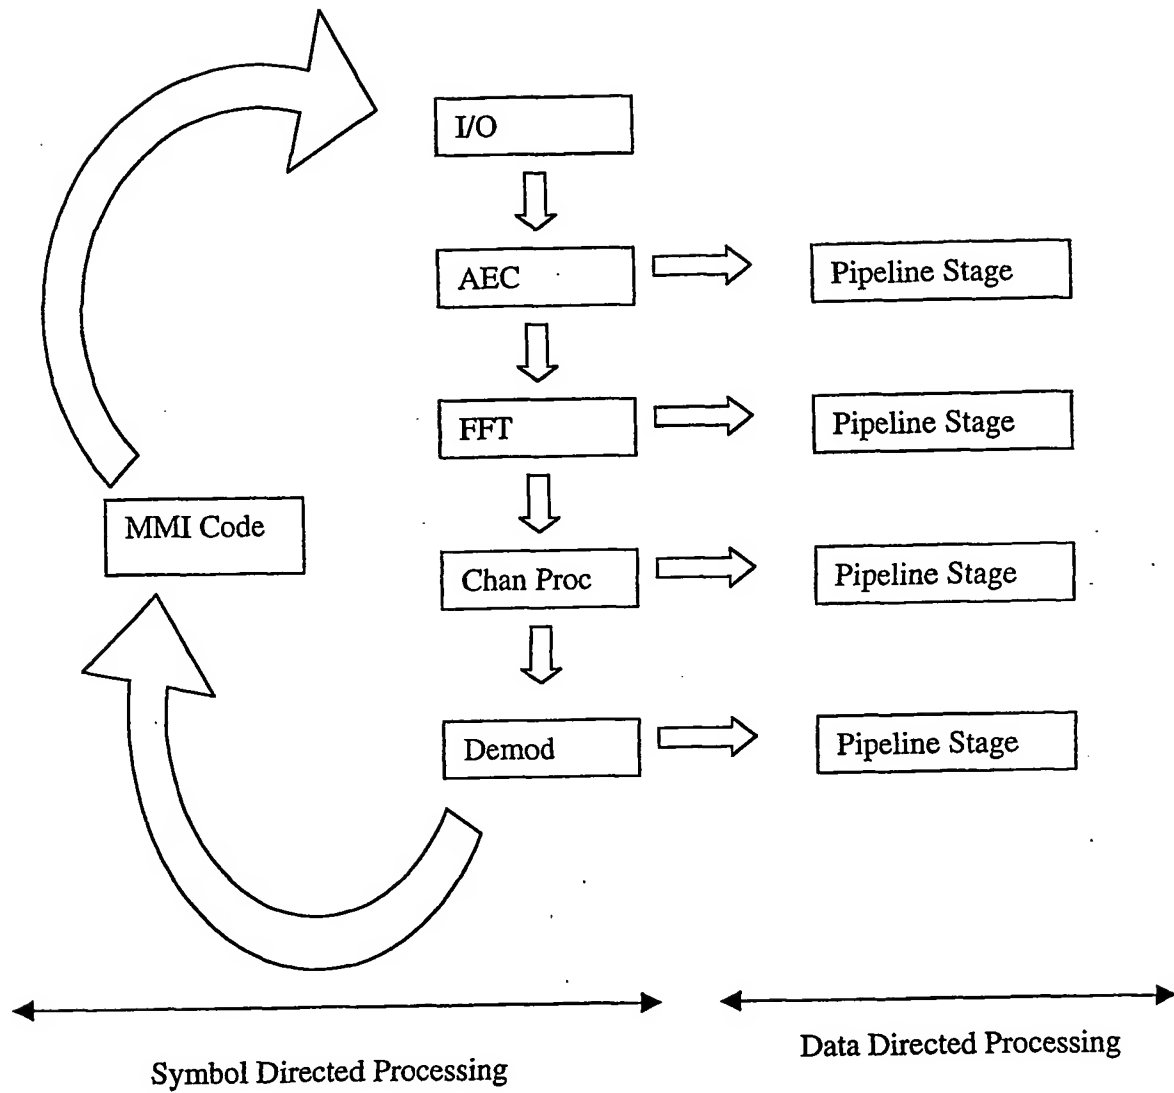 I/O
AEC
Pipeline Stage
FFT
Pipeline Stage
MMI Code
Chan Proc
Pipeline Stage
Demod
Pipeline Stage
Symbol Directed Processing
Data Directed Processing